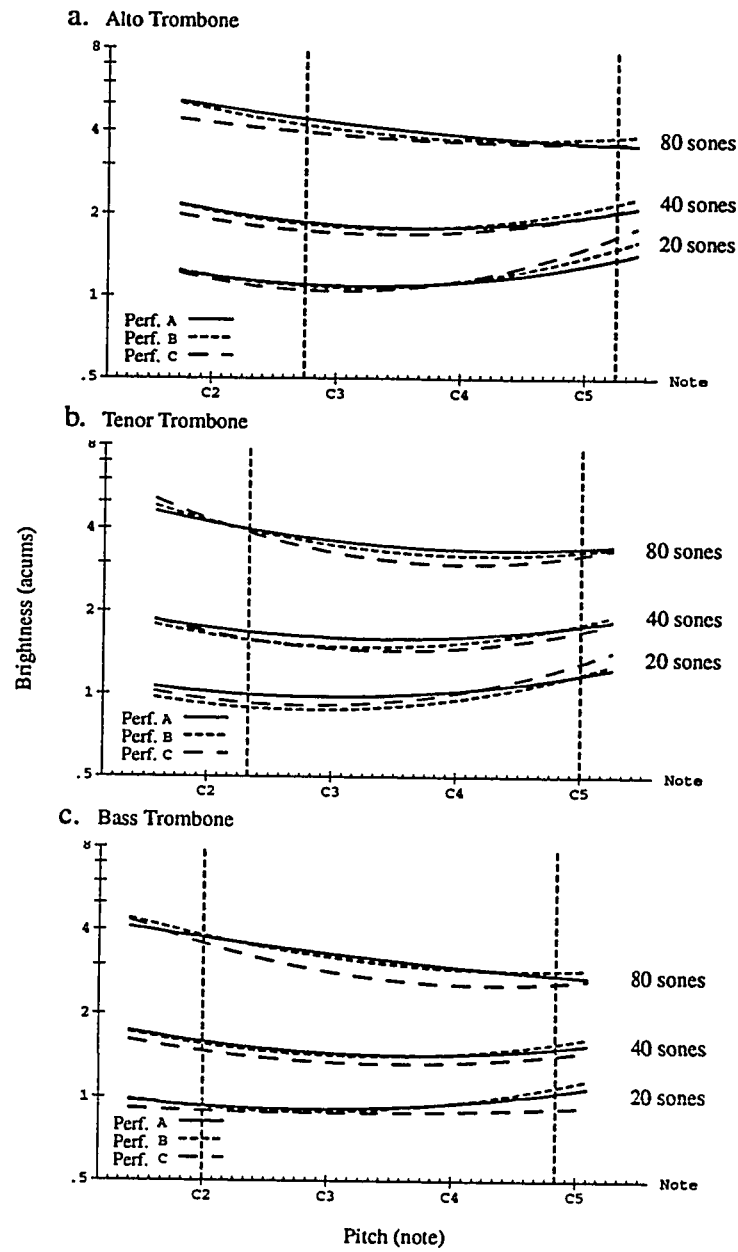 a. Alto Trombone
8
4
2
1
.5
80 sones
40 sones
20 sones
Perf. A
Perf. B
Perf. C
C2 C3 C4 C5 Note
b. Tenor Trombone
8
4
2
1
.5
80 sones
40 sones
20 sones
Perf. A
Perf. B
Perf. C
C2 C3 C4 C5 Note
Brightness (acums)
c. Bass Trombone
8
4
2
1
.5
80 sones
40 sones
20 sones
Perf. A
Perf. B
Perf. C
C2 C3 C4 C5 Note
Pitch (note)